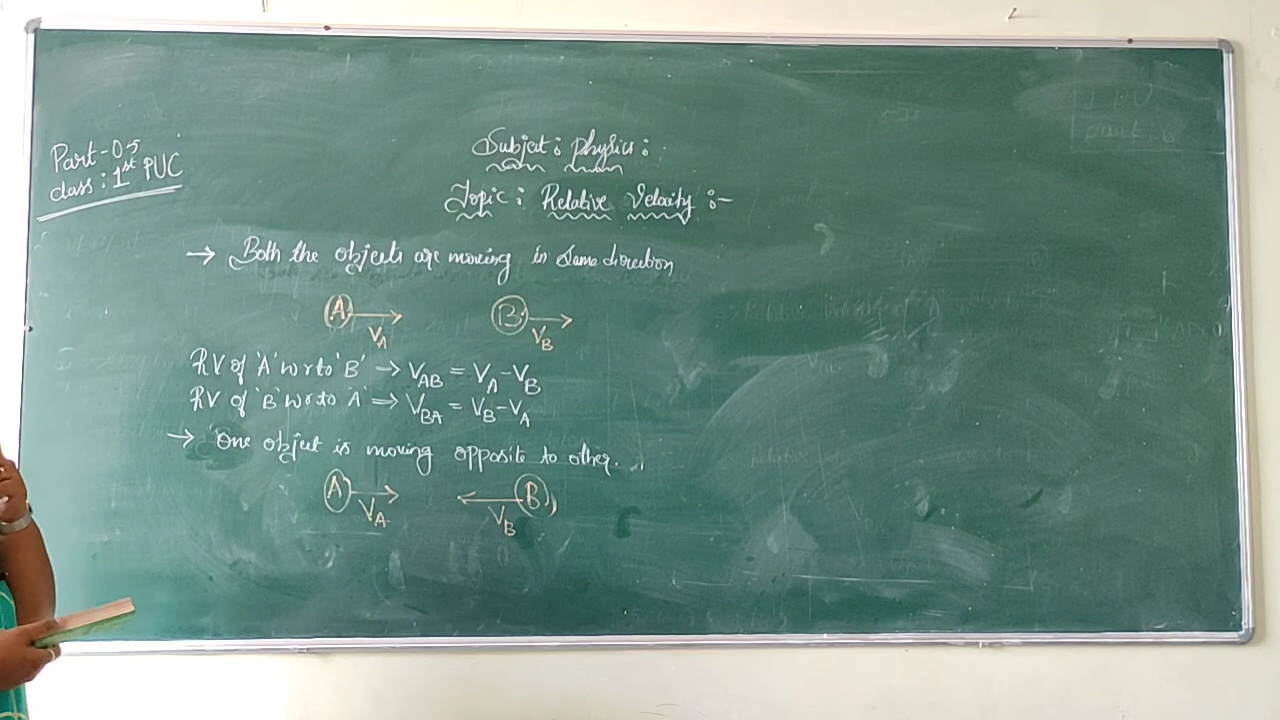 Part-05
class: 1st PUC
Subject: Physics:
Topic: Relative Velocity :-
→ Both the objects are moving in Same direction
A B
VA VB
RV of 'A' w r to 'B' → VAB = VA-VB
RV of 'B' w r to 'A' ⇒ VBA = VB-VA
→ One object is moving opposite to other.
A B
VA VB